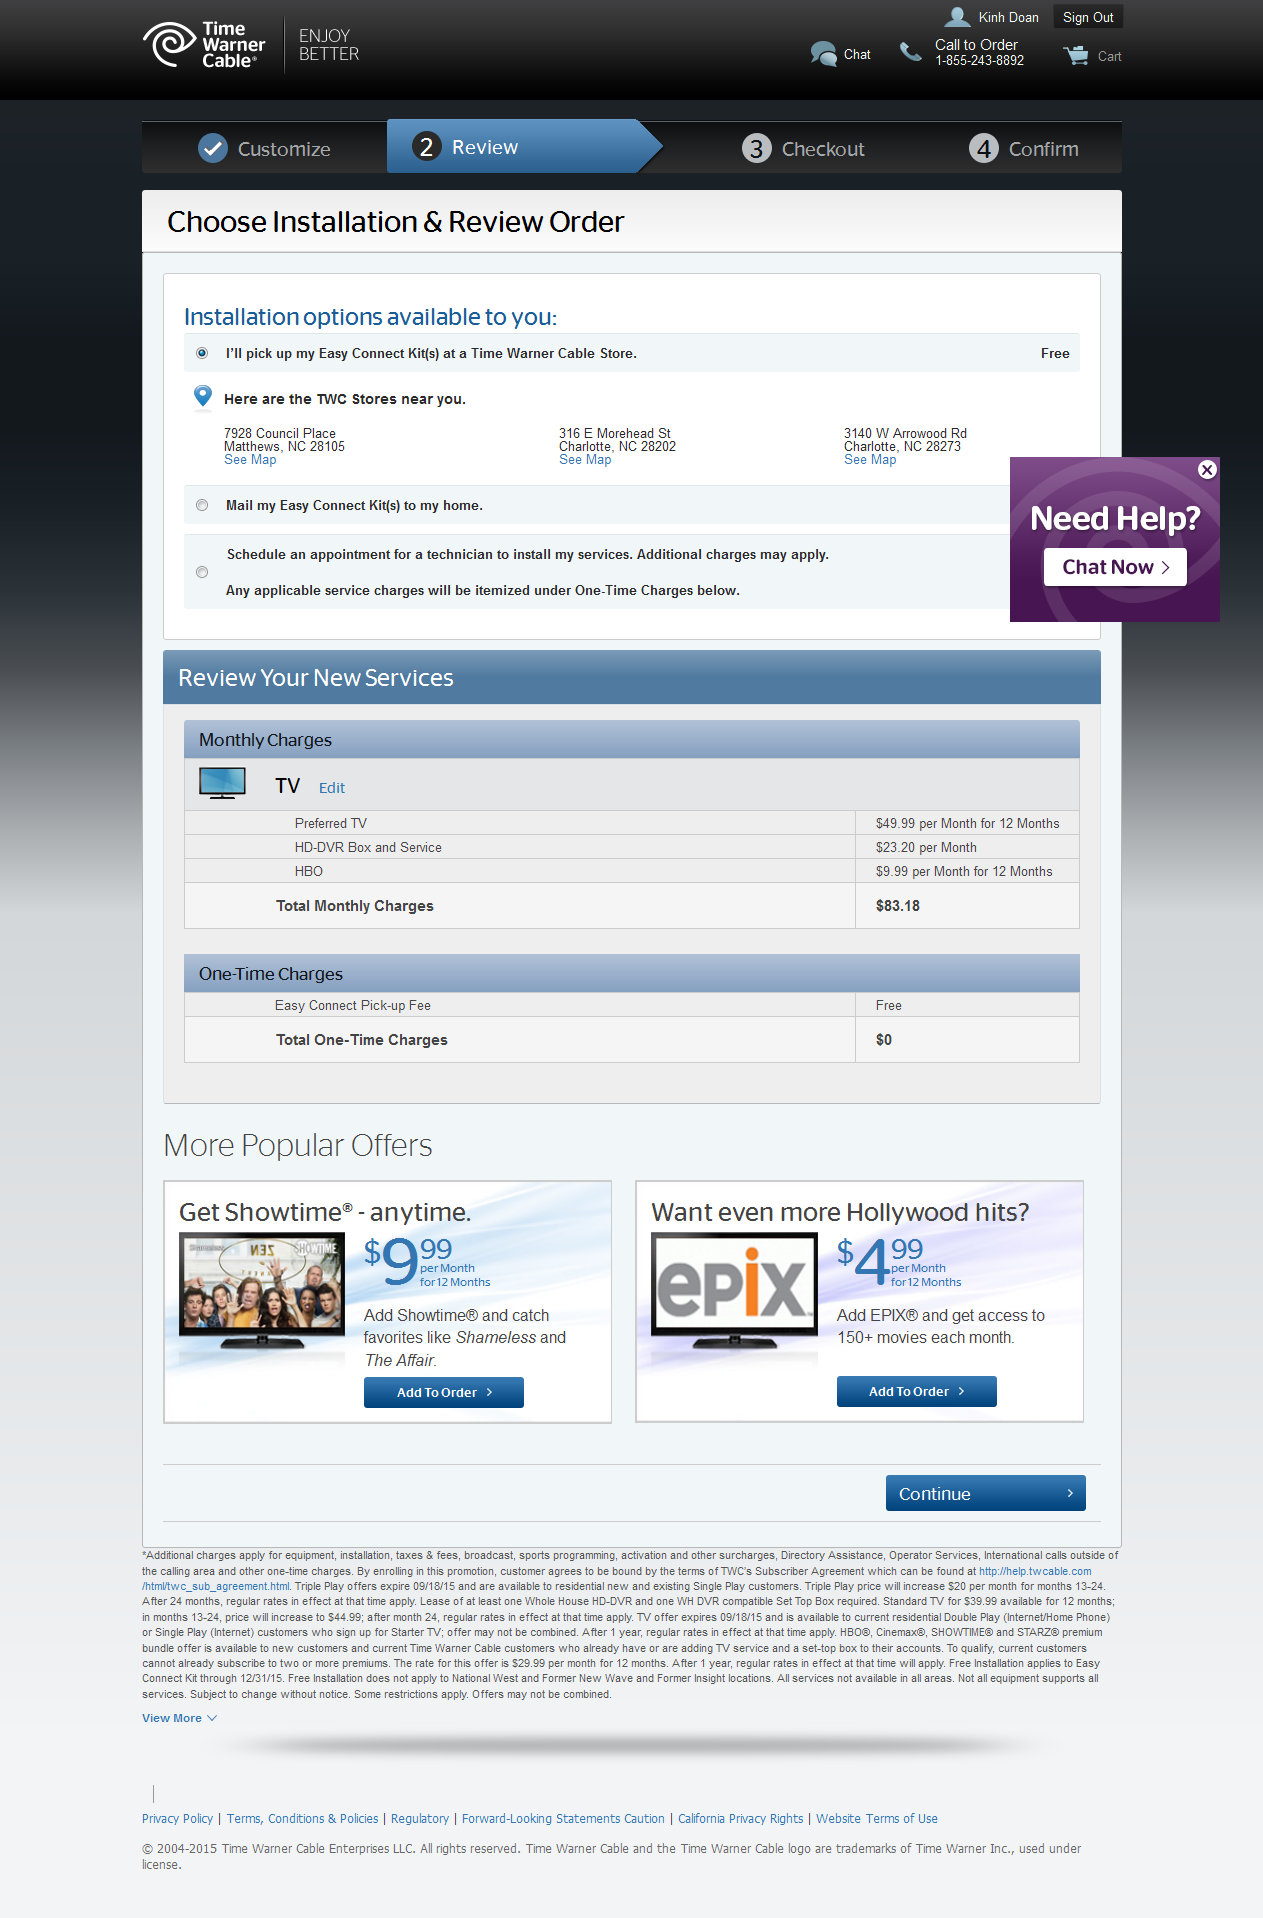 Time
Warner
Cable®
ENJOY
BETTER
Kinh Doan
Sign Out
Chat
Call to Order
1-855-243-8892
Cart
Customize
2 Review
3 Checkout
4 Confirm
Choose Installation & Review Order
Installation options available to you:
I'll pick up my Easy Connect Kit(s) at a Time Warner Cable Store. Free
Here are the TWC Stores near you.
7928 Council Place
Matthews, NC 28105
See Map
316 E Morehead St
Charlotte, NC 28202
See Map
3140 W Arrowood Rd
Charlotte, NC 28273
See Map
Mail my Easy Connect Kit(s) to my home.
Schedule an appointment for a technician to install my services. Additional charges may apply.
Any applicable service charges will be itemized under One-Time Charges below.
Need Help?
Chat Now >
Review Your New Services
Monthly Charges
TV Edit
Preferred TV $49.99 per Month for 12 Months
HD-DVR Box and Service $23.20 per Month
HBO $9.99 per Month for 12 Months
Total Monthly Charges $83.18
One-Time Charges
Easy Connect Pick-up Fee Free
Total One-Time Charges $0
More Popular Offers
Get Showtime® - anytime.
Shameless
ZEN
SHOWTIME
$9.99
per Month
for 12 Months
Add Showtime® and catch
favorites like Shameless and
The Affair.
Add To Order >
Want even more Hollywood hits?
epix
$4.99
per Month
for 12 Months
Add EPIX® and get access to
150+ movies each month.
Add To Order >
Continue >
*Additional charges apply for equipment, installation, taxes & fees, broadcast, sports programming, activation and other surcharges, Directory Assistance, Operator Services, International calls outside of
the calling area and other one-time charges. By enrolling in this promotion, customer agrees to be bound by the terms of TWC's Subscriber Agreement which can be found at http://help.twcable.com
/html/twc_sub_agreement.html. Triple Play offers expire 09/18/15 and are available to residential new and existing Single Play customers. Triple Play price will increase $20 per month for months 13-24.
After 24 months, regular rates in effect at that time apply. Lease of at least one Whole House HD-DVR and one WH DVR compatible Set Top Box required. Standard TV for $39.99 available for 12 months;
in months 13-24, price will increase to $44.99; after month 24, regular rates in effect at that time apply. TV offer expires 09/18/15 and is available to current residential Double Play (Internet/Home Phone)
or Single Play (Internet) customers who sign up for Starter TV; offer may not be combined. After 1 year, regular rates in effect at that time apply. HBO®, Cinemax®, SHOWTIME® and STARZ® premium
bundle offer is available to new customers and current Time Warner Cable customers who already have or are adding TV service and a set-top box to their accounts. To qualify, current customers
cannot already subscribe to two or more premiums. The rate for this offer is $29.99 per month for 12 months. After 1 year, regular rates in effect at that time will apply. Free Installation applies to Easy
Connect Kit through 12/31/15. Free Installation does not apply to National West and Former New Wave and Former Insight locations. All services not available in all areas. Not all equipment supports all
services. Subject to change without notice. Some restrictions apply. Offers may not be combined.
View More
Privacy Policy | Terms, Conditions & Policies | Regulatory | Forward-Looking Statements Caution | California Privacy Rights | Website Terms of Use
© 2004-2015 Time Warner Cable Enterprises LLC. All rights reserved. Time Warner Cable and the Time Warner Cable logo are trademarks of Time Warner Inc., used under
license.